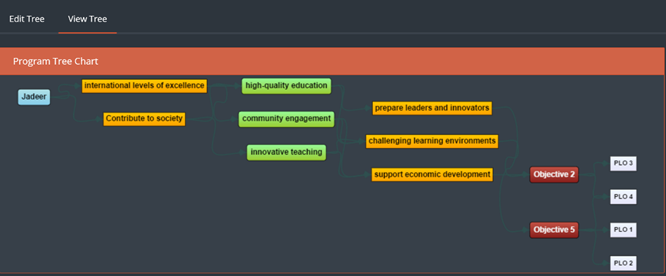 Edit Tree
View Tree
Program Tree Chart
Jadeer
international levels of excellence
Contribute to society
high-quality education
community engagement
innovative teaching
prepare leaders and innovators
challenging learning environments
support economic development
Objective 2
Objective 5
PLO 3
PLO 4
PLO 1
PLO 2